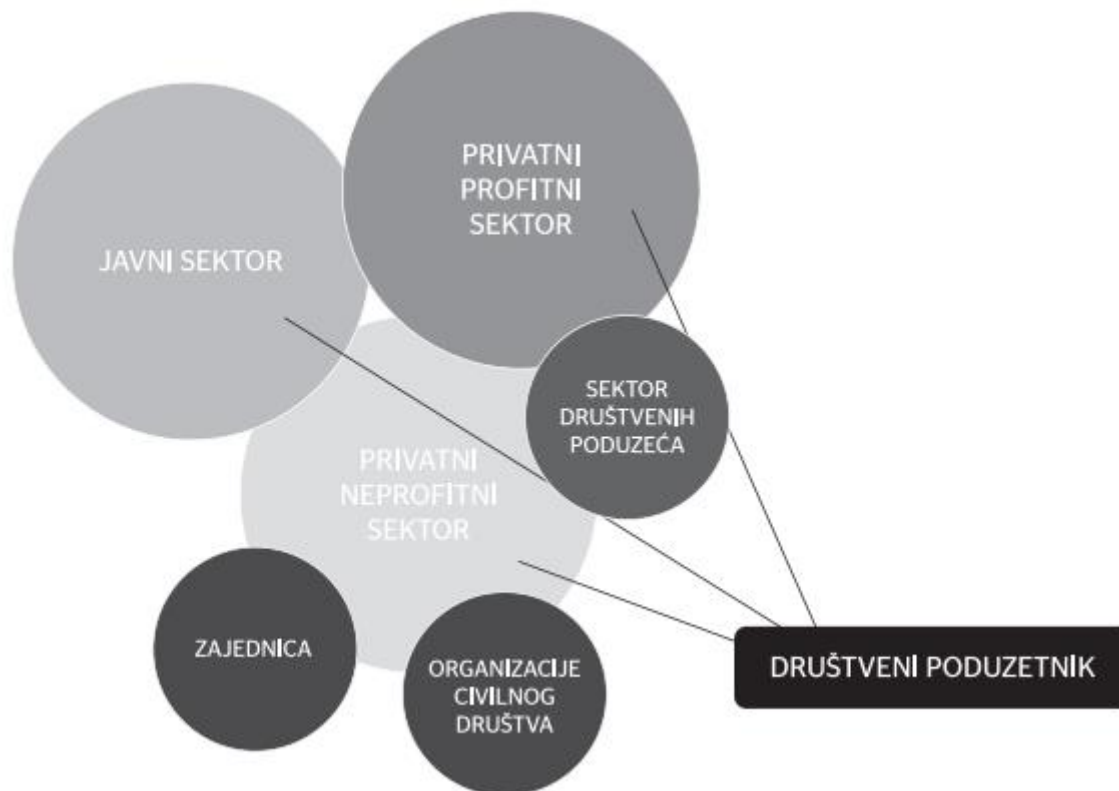 PRIVATNI
PROFITNI
SEKTOR
JAVNI SEKTOR
SEKTOR
DRUŠTVENIH
PODUZEĆA
PRIVATNI
NEPROFITNI
SEKTOR
ZAJEDNICA
ORGANIZACIJE
CIVILNOG
DRUŠTVA
DRUŠTVENI PODUZETNIK